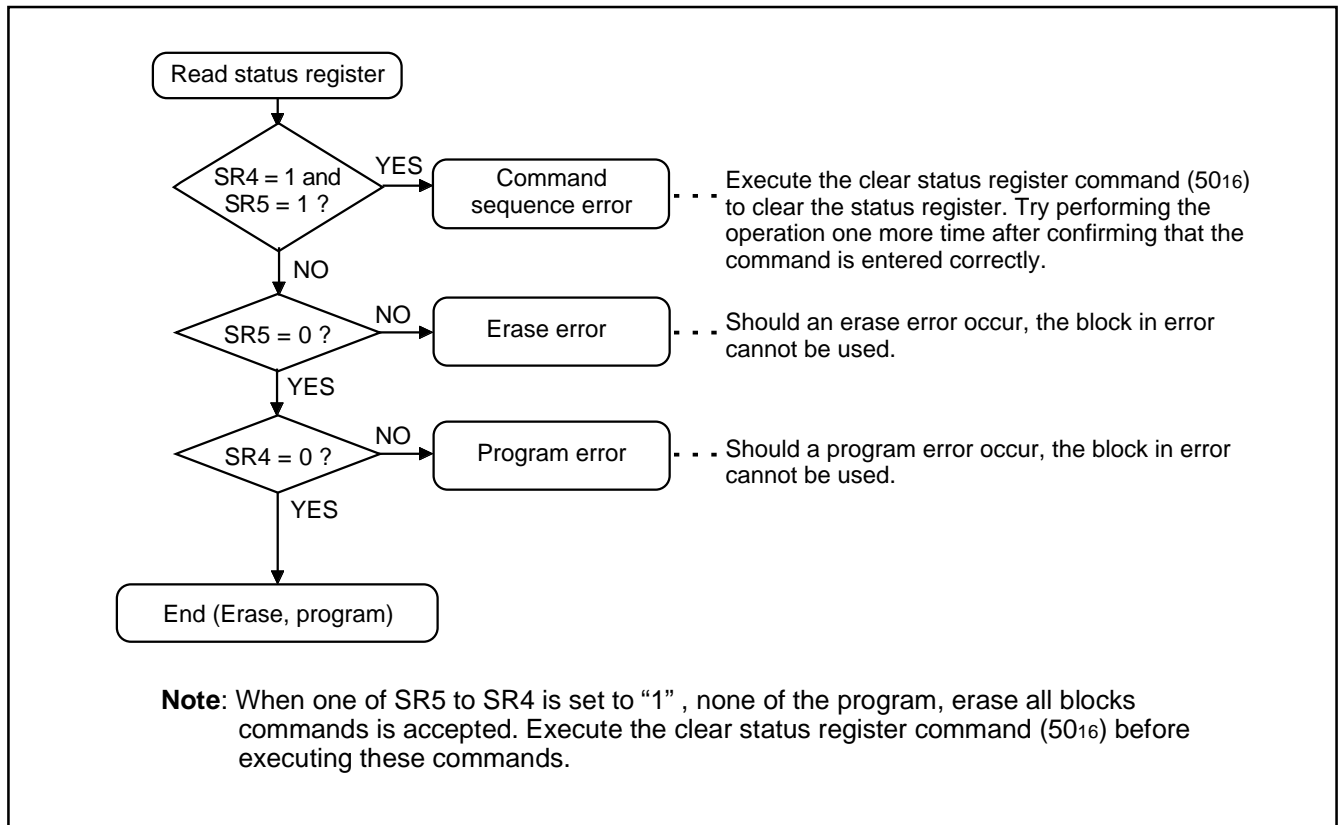 Read status register
SR4 = 1 and
SR5 = 1 ?
YES
Command
sequence error
Execute the clear status register command (5016)
to clear the status register. Try performing the
operation one more time after confirming that the
command is entered correctly.
NO
SR5 = 0 ?
NO
Erase error
Should an erase error occur, the block in error
cannot be used.
YES
SR4 = 0 ?
NO
Program error
Should a program error occur, the block in error
cannot be used.
YES
End (Erase, program)
Note: When one of SR5 to SR4 is set to “1” , none of the program, erase all blocks
commands is accepted. Execute the clear status register command (5016) before
executing these commands.